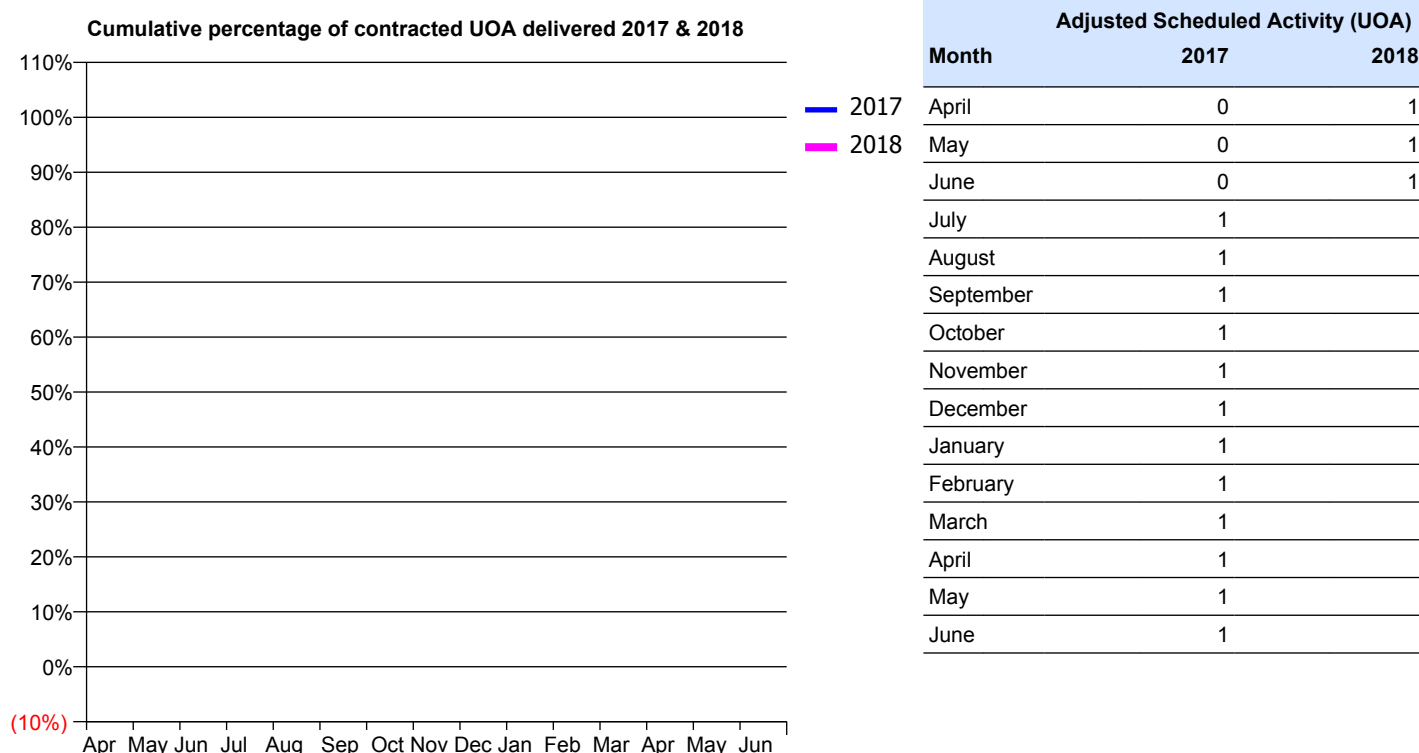 Cumulative percentage of contracted UOA delivered 2017 & 2018
110%
100%
90%
80%
70%
60%
50%
40%
30%
20%
10%
0%
(10%)
Apr May Jun Jul Aug Sep Oct Nov Dec Jan Feb Mar Apr May Jun
2017
2018
Adjusted Scheduled Activity (UOA)
Month 2017 2018
April 0 1
May 0 1
June 0 1
July 1
August 1
September 1
October 1
November 1
December 1
January 1
February 1
March 1
April 1
May 1
June 1